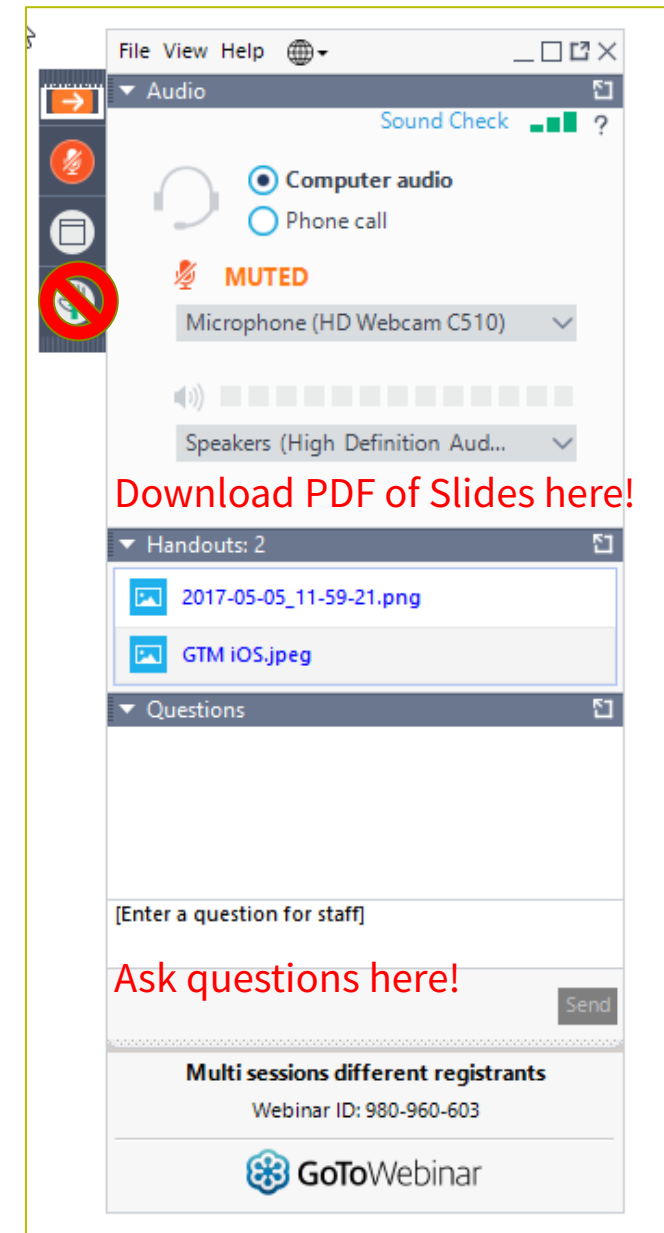 File View Help
Audio
Sound Check ?
Computer audio
Phone call
MUTED
Microphone (HD Webcam C510)
Speakers (High Definition Aud...
Download PDF of Slides here!
Handouts: 2
2017-05-05_11-59-21.png
GTM iOS.jpeg
Questions
[Enter a question for staff]
Ask questions here!
Send
Multi sessions different registrants
Webinar ID: 980-960-603
GoToWebinar